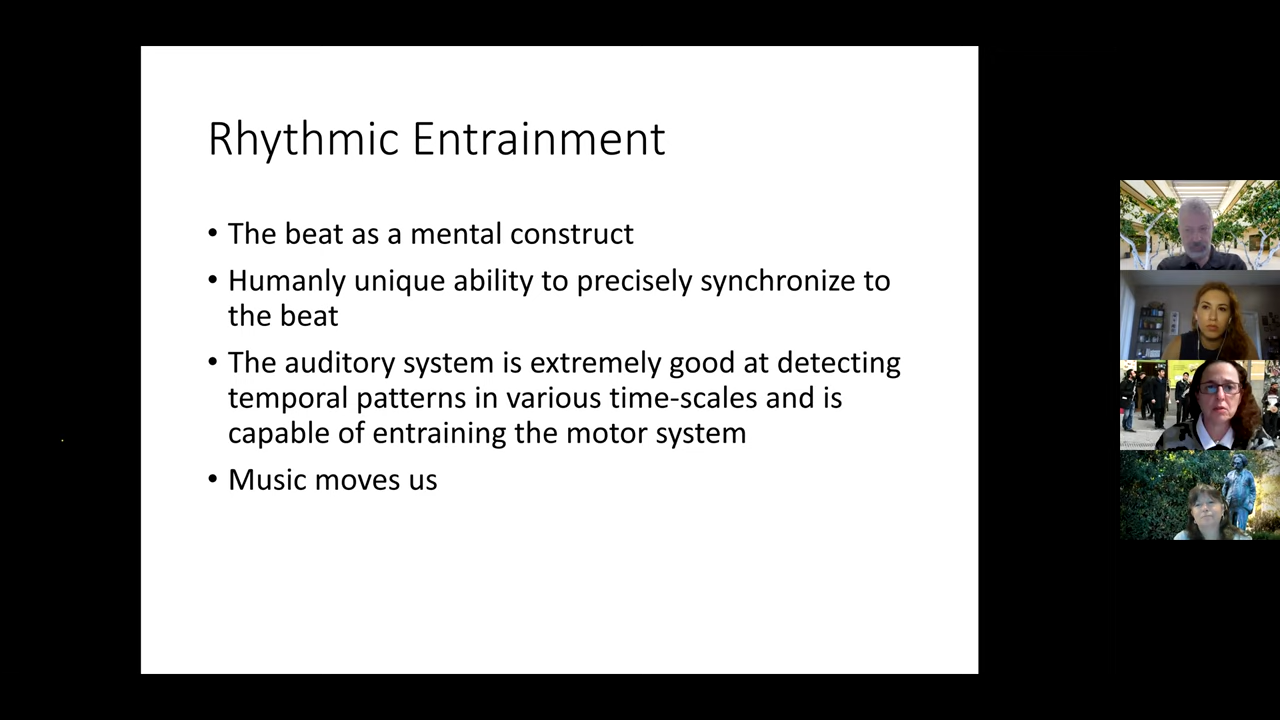 Rhythmic Entrainment
• The beat as a mental construct
• Humanly unique ability to precisely synchronize to
the beat
• The auditory system is extremely good at detecting
temporal patterns in various time-scales and is
capable of entraining the motor system
• Music moves us